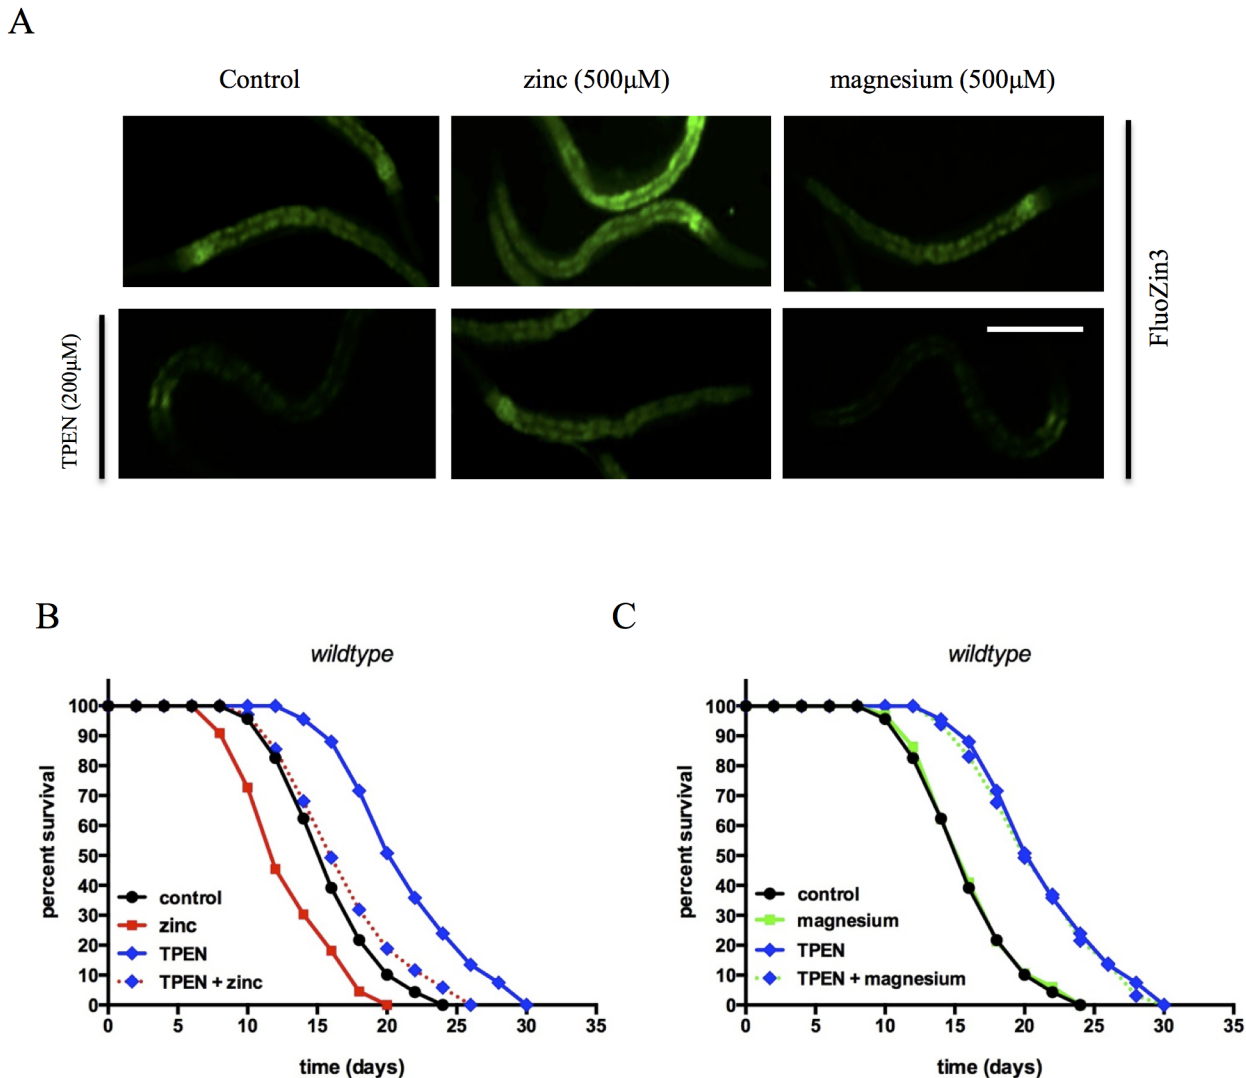 A
Control
zinc (500μM)
magnesium (500μM)
TPEN (200μM)
FluoZin3
B
wildtype
percent survival
100
90
80
70
60
50
40
30
20
10
0
control
zinc
TPEN
TPEN + zinc
0 5 10 15 20 25 30 35
time (days)
C
wildtype
percent survival
100
90
80
70
60
50
40
30
20
10
0
control
magnesium
TPEN
TPEN + magnesium
0 5 10 15 20 25 30 35
time (days)